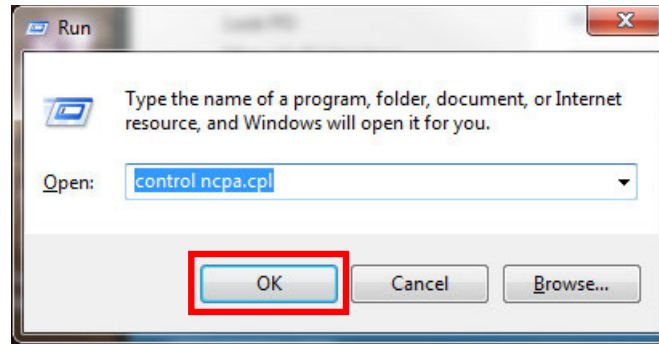 Run
Type the name of a program, folder, document, or Internet
resource, and Windows will open it for you.
Open:
control ncpa.cpl
OK
Cancel
Browse...